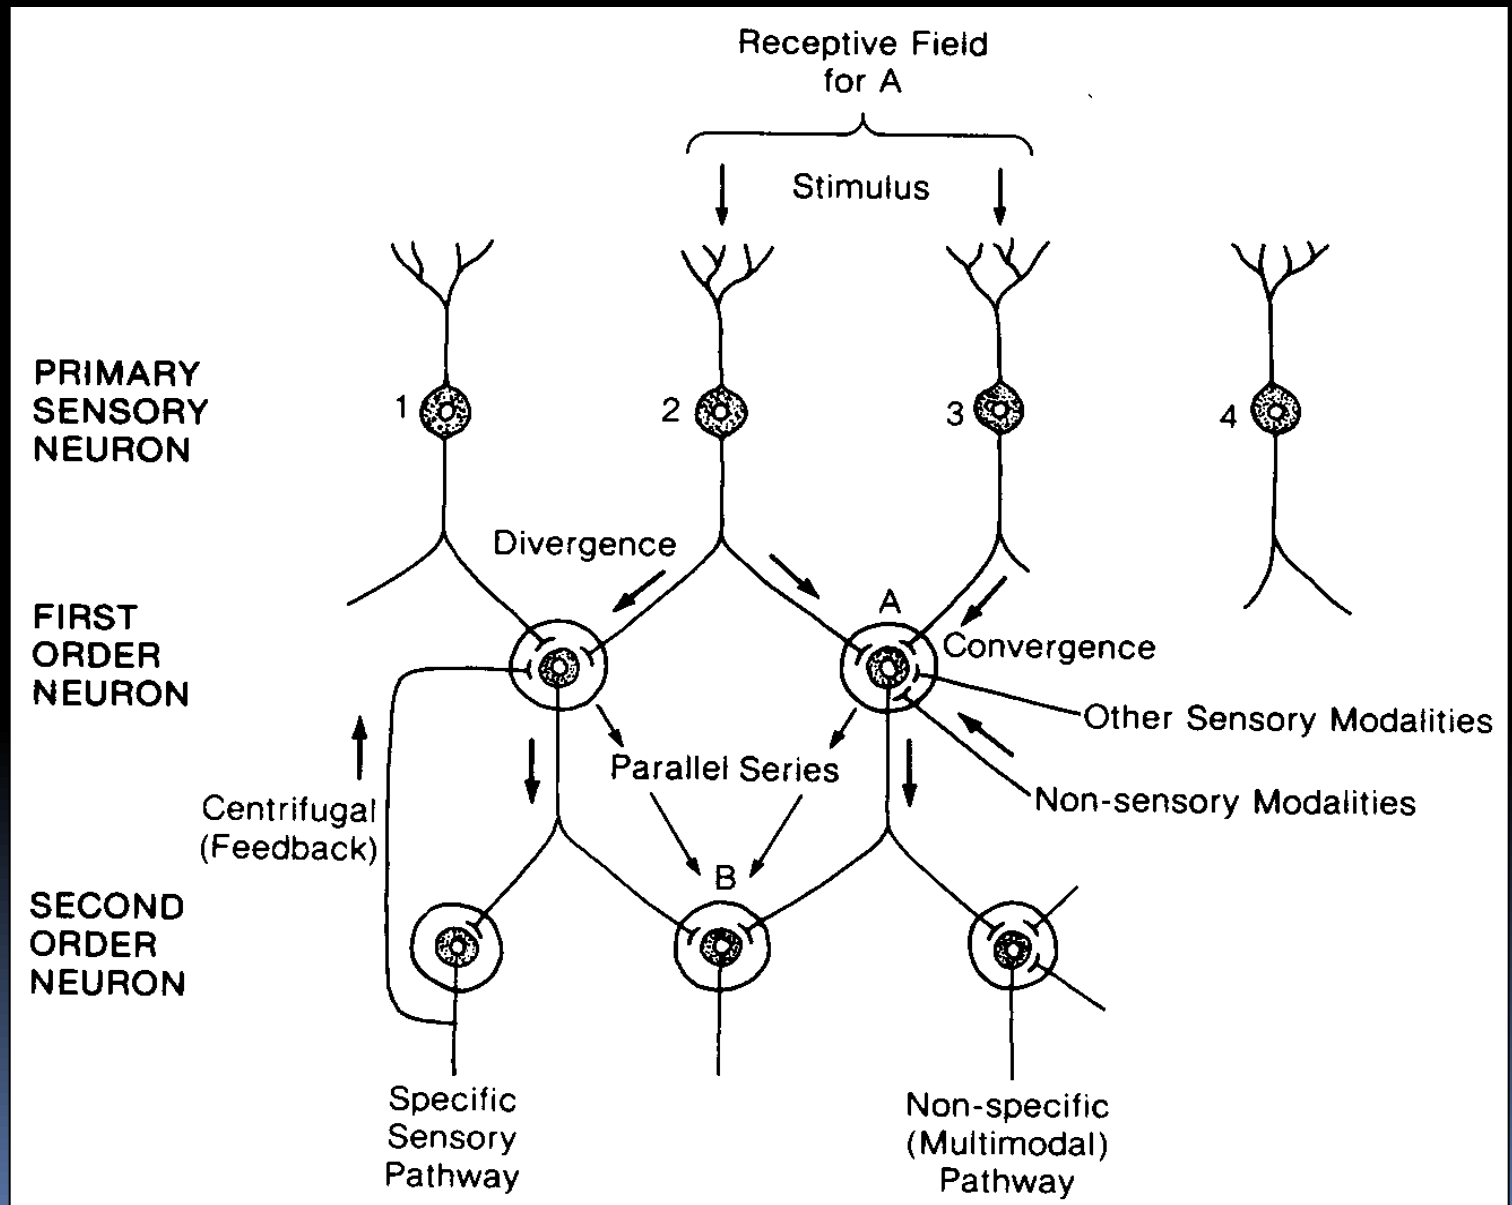 Receptive Field
for A
Stimulus
PRIMARY
SENSORY
NEURON
1
2
3
4
Divergence
FIRST
ORDER
NEURON
A
Convergence
Other Sensory Modalities
Parallel Series
Non-sensory Modalities
Centrifugal
(Feedback)
B
SECOND
ORDER
NEURON
Specific
Sensory
Pathway
Non-specific
(Multimodal)
Pathway